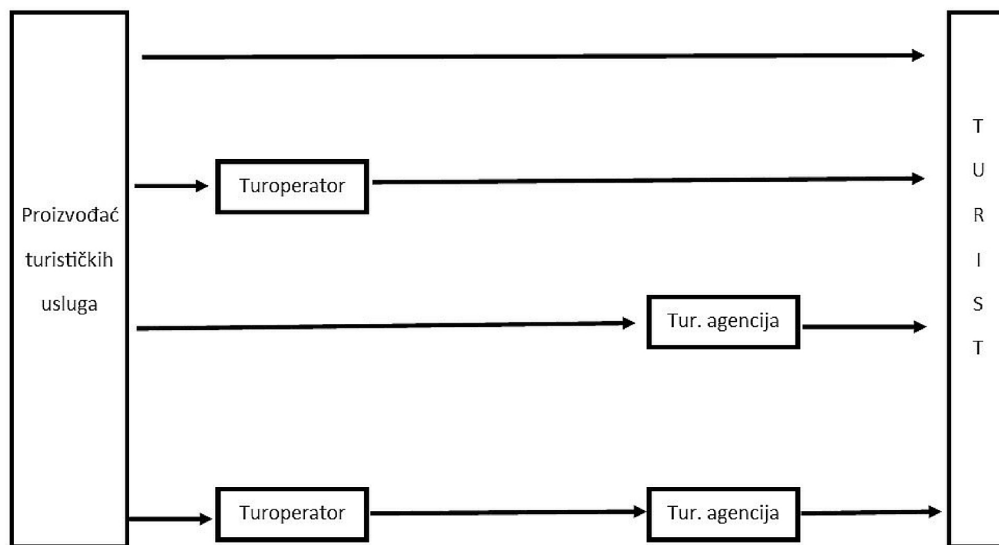 Proizvođač
turističkih
usluga
Turoperator
Tur. agencija
Turoperator
Tur. agencija
T
U
R
I
S
T